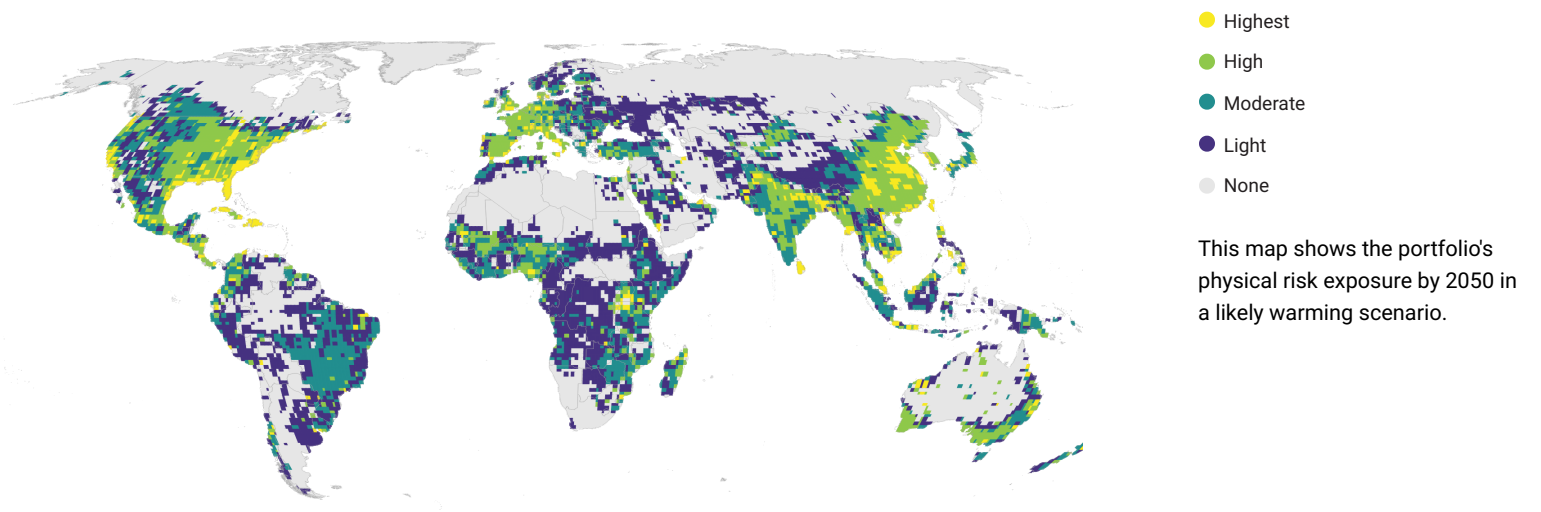 Highest
High
Moderate
Light
None
This map shows the portfolio's
physical risk exposure by 2050 in
a likely warming scenario.